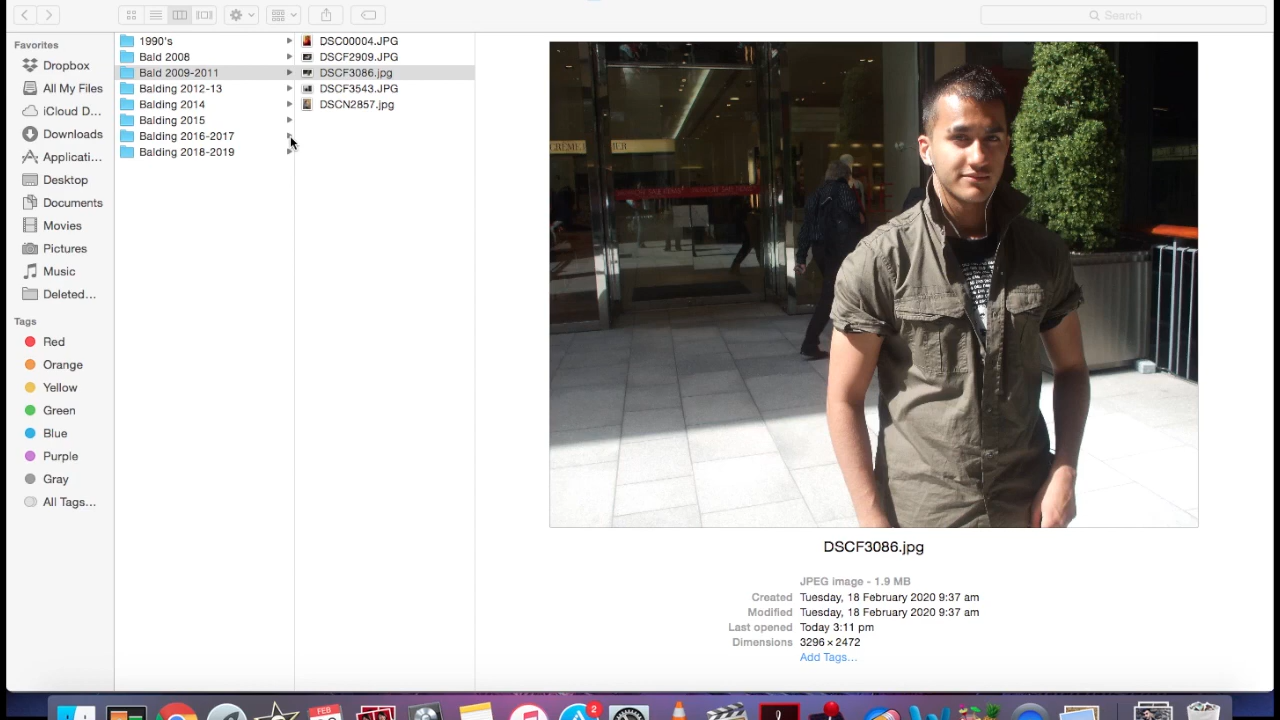 Search
Favorites
Dropbox
All My Files
iCloud D...
Downloads
Applicati...
Desktop
Documents
Movies
Pictures
Music
Deleted...
Tags
Red
Orange
Yellow
Green
Blue
Purple
Gray
All Tags...
1990's
Bald 2008
Bald 2009-2011
Balding 2012-13
Balding 2014
Balding 2015
Balding 2016-2017
Balding 2018-2019
DSC00004.JPG
DSCF2909.JPG
DSCF3086.jpg
DSCF3543.JPG
DSCN2857.jpg
DSCF3086.jpg
JPEG image - 1.9 MB
Created Tuesday, 18 February 2020 9:37 am
Modified Tuesday, 18 February 2020 9:37 am
Last opened Today 3:11 pm
Dimensions 3296 × 2472
Add Tags...
FEB
2